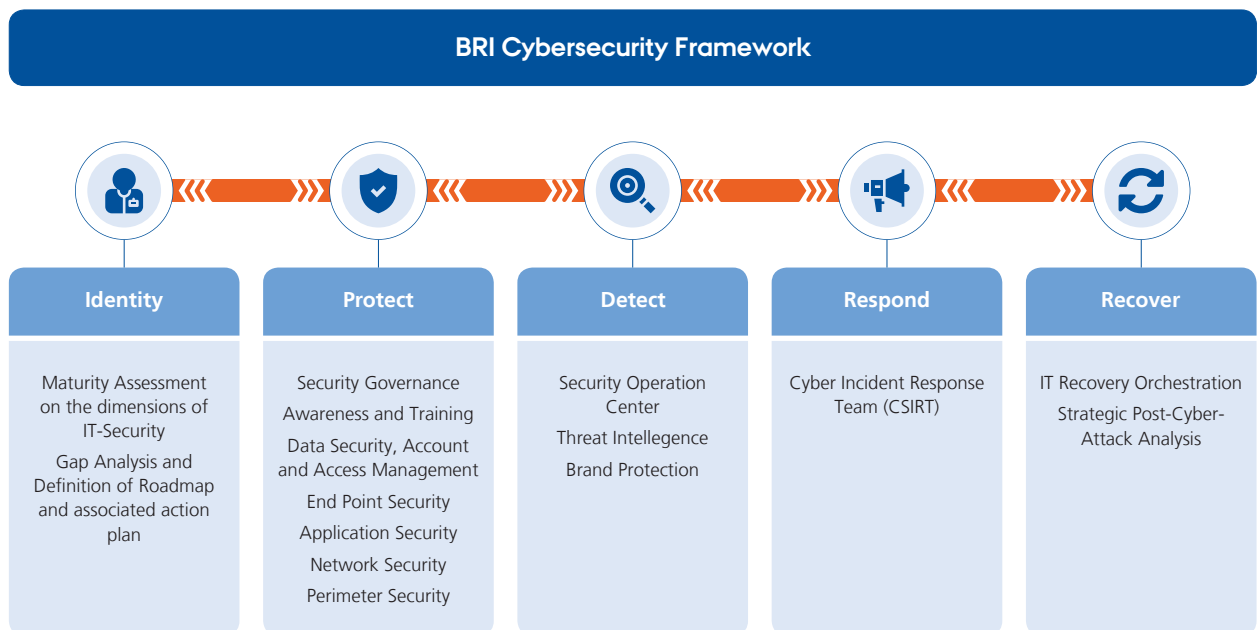 BRI Cybersecurity Framework
Identity
Maturity Assessment
on the dimensions of
IT-Security
Gap Analysis and
Definition of Roadmap
and associated action
plan
Protect
Security Governance
Awareness and Training
Data Security, Account
and Access Management
End Point Security
Application Security
Network Security
Perimeter Security
Detect
Security Operation
Center
Threat Intellegence
Brand Protection
Respond
Cyber Incident Response
Team (CSIRT)
Recover
IT Recovery Orchestration
Strategic Post-Cyber-
Attack Analysis